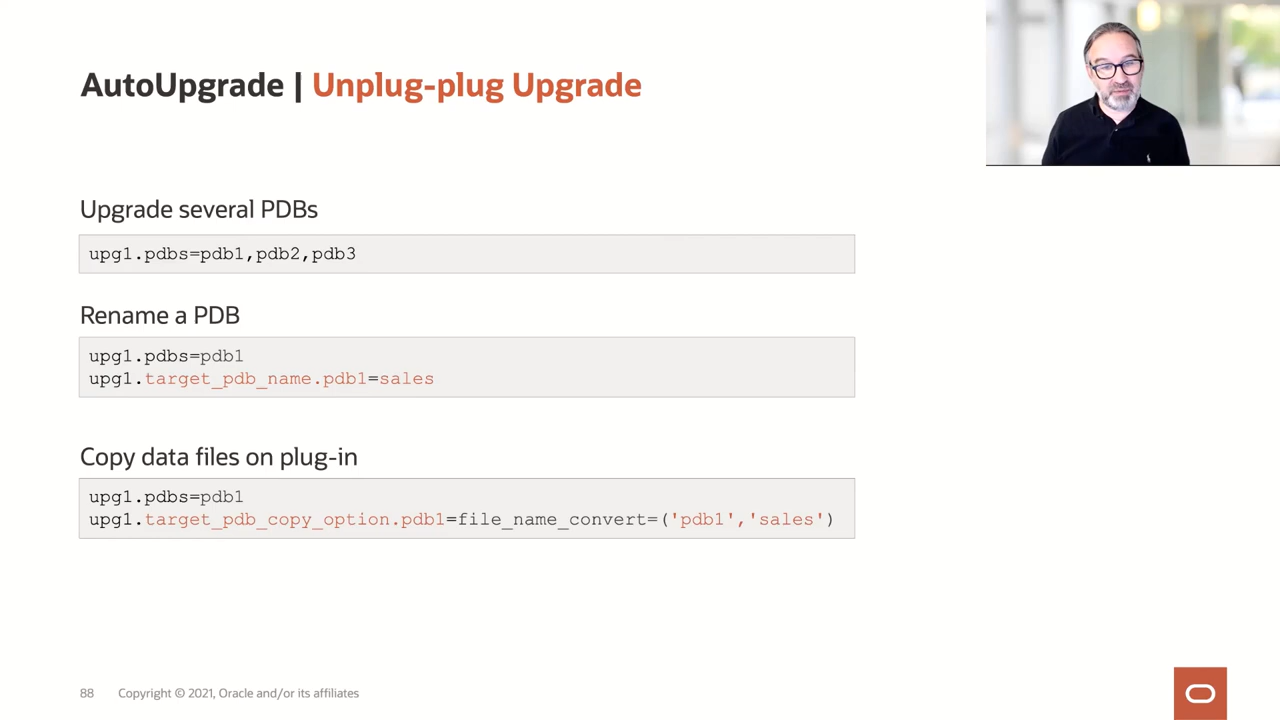 AutoUpgrade | Unplug-plug Upgrade
Upgrade several PDBs
upg1.pdbs=pdb1,pdb2,pdb3
Rename a PDB
upg1.pdbs=pdb1
upg1.target_pdb_name.pdb1=sales
Copy data files on plug-in
upg1.pdbs=pdb1
upg1.target_pdb_copy_option.pdb1=file_name_convert=('pdb1','sales')
88 Copyright © 2021, Oracle and/or its affiliates